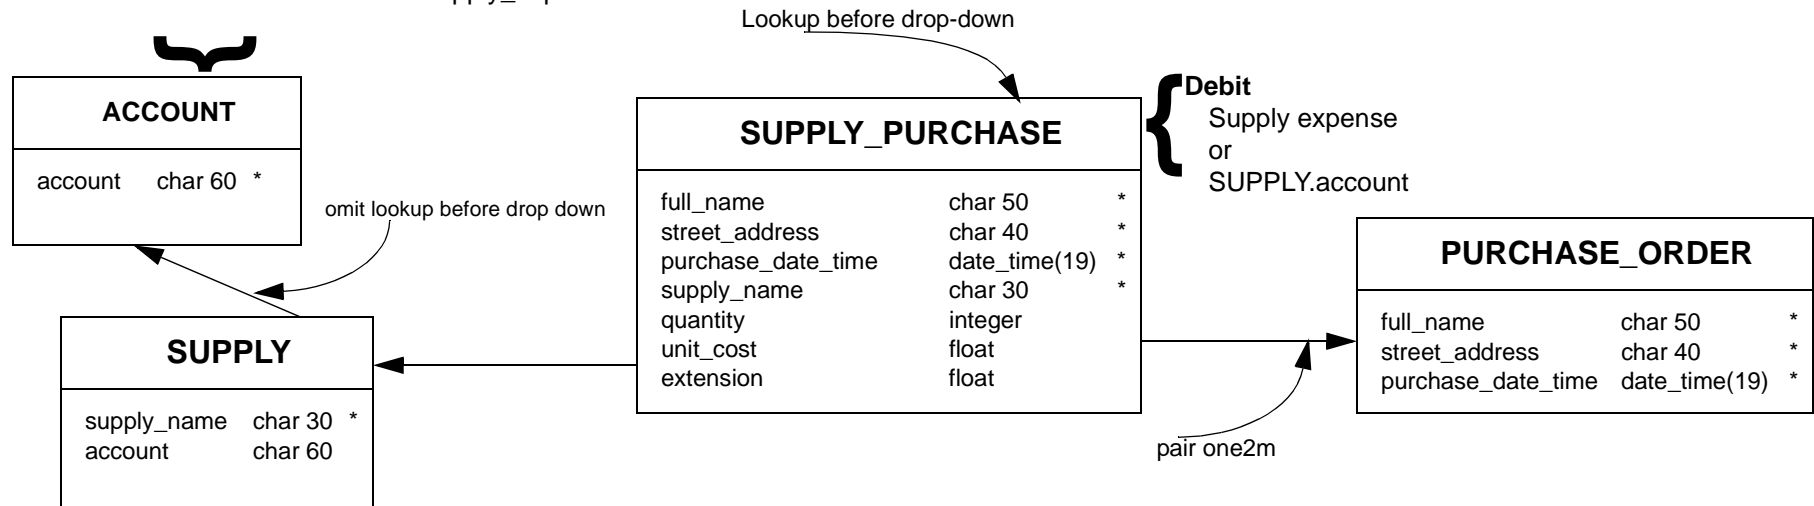 Lookup before drop-down
ACCOUNT
account char 60 *
omit lookup before drop down
SUPPLY
supply_name char 30 *
account char 60
SUPPLY_PURCHASE
full_name char 50 *
street_address char 40 *
purchase_date_time date_time(19) *
supply_name char 30 *
quantity integer
unit_cost float
extension float
{ Debit
Supply expense
or
SUPPLY.account
PURCHASE_ORDER
full_name char 50 *
street_address char 40 *
purchase_date_time date_time(19) *
pair one2m